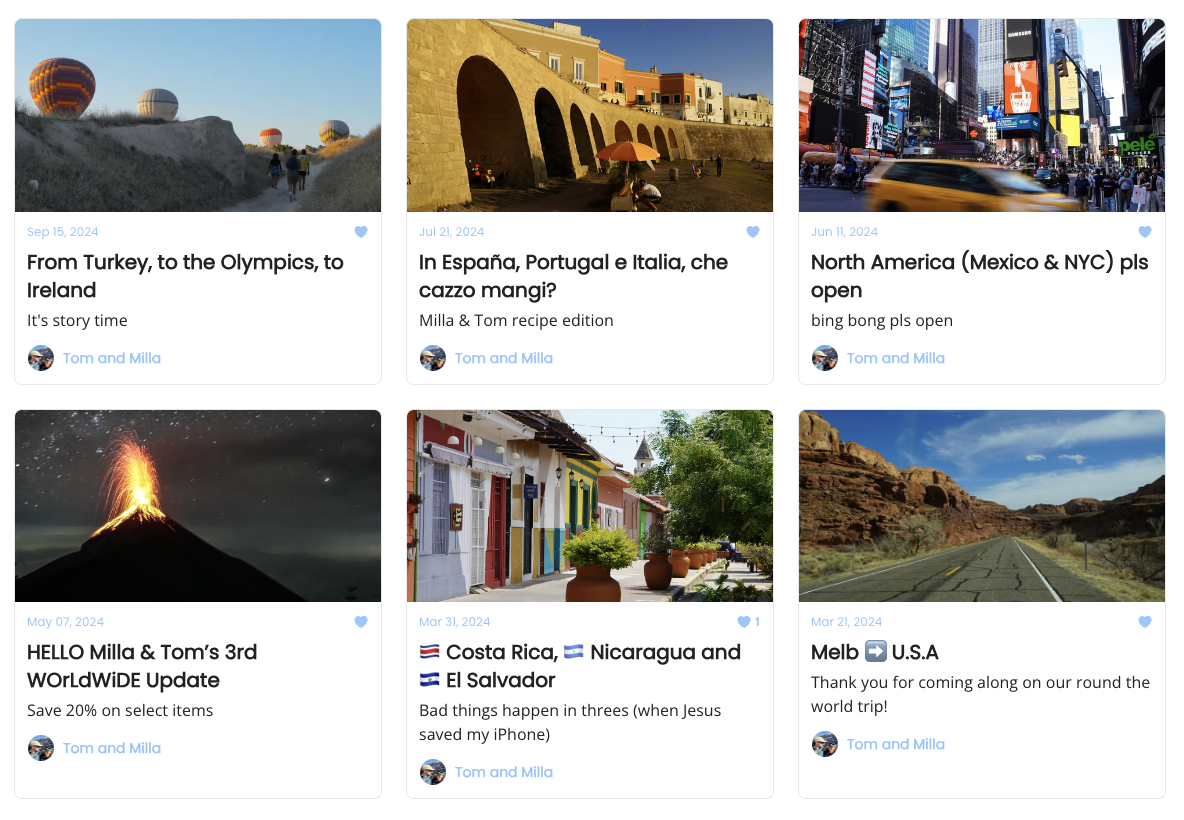 SAMSUNG
pelé
Sep 15, 2024
From Turkey, to the Olympics, to
Ireland
It's story time
Tom and Milla
Jul 21, 2024
In España, Portugal e Italia, che
cazzo mangi?
Milla & Tom recipe edition
Tom and Milla
Jun 11, 2024
North America (Mexico & NYC) pls
open
bing bong pls open
Tom and Milla
May 07, 2024
HELLO Milla & Tom’s 3rd
WOrLdWiDE Update
Save 20% on select items
Tom and Milla
Mar 31, 2024
1
🇨🇷 Costa Rica, 🇳🇮 Nicaragua and
🇸🇻 El Salvador
Bad things happen in threes (when Jesus
saved my iPhone)
Tom and Milla
Mar 21, 2024
Melb ➡️ U.S.A
Thank you for coming along on our round the
world trip!
Tom and Milla